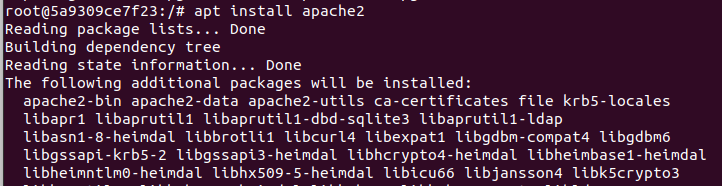 root@5a9309ce7f23:/# apt install apache2
Reading package lists... Done
Building dependency tree
Reading state information... Done
The following additional packages will be installed:
  apache2-bin apache2-data apache2-utils ca-certificates file krb5-locales
  libapr1 libaprutil1 libaprutil1-dbd-sqlite3 libaprutil1-ldap
  libasn1-8-heimdal libbrotli1 libcurl4 libexpat1 libgdbm-compat4 libgdbm6
  libgssapi-krb5-2 libgssapi3-heimdal libhcrypto4-heimdal libheimbase1-heimdal
  libheimntlm0-heimdal libhx509-5-heimdal libicu66 libjansson4 libk5crypto3